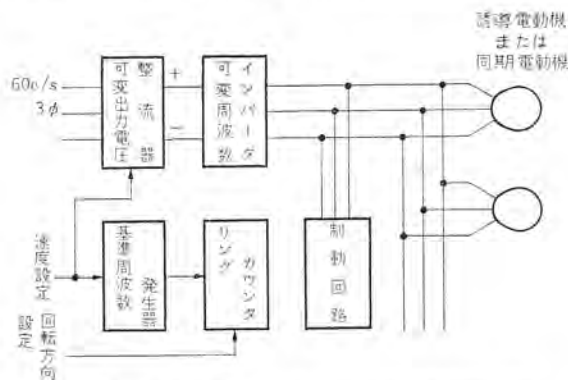 誘導電動機
または
同期電動機
60c/s
3φ
可変出力電圧
整流器
+
−
可変周波数
インバータ
速度設定
基準周波数
発生器
リング
カウンタ
制動回路
回転方向
設定